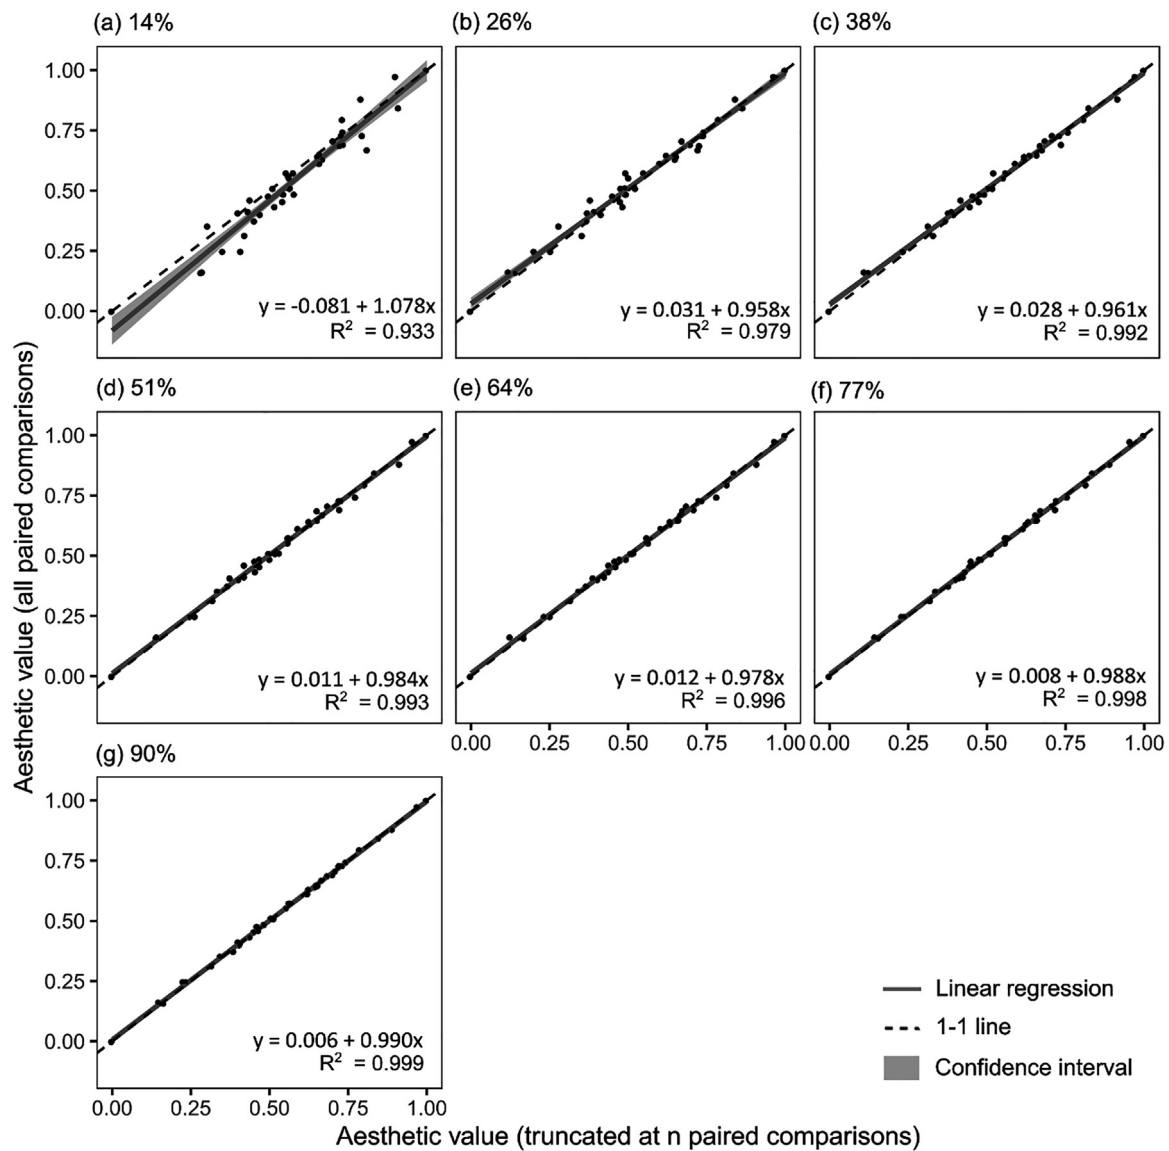 (a) 14%
(b) 26%
(c) 38%
1.00
0.75
0.50
0.25
0.00
y = -0.081 + 1.078x
R² = 0.933
y = 0.031 + 0.958x
R² = 0.979
y = 0.028 + 0.961x
R² = 0.992
Aesthetic value (all paired comparisons)
(d) 51%
(e) 64%
(f) 77%
1.00
0.75
0.50
0.25
0.00
y = 0.011 + 0.984x
R² = 0.993
y = 0.012 + 0.978x
R² = 0.996
y = 0.008 + 0.988x
R² = 0.998
0.00 0.25 0.50 0.75 1.00
0.00 0.25 0.50 0.75 1.00
(g) 90%
1.00
0.75
0.50
0.25
0.00
y = 0.006 + 0.990x
R² = 0.999
0.00 0.25 0.50 0.75 1.00
Linear regression
1-1 line
Confidence interval
Aesthetic value (truncated at n paired comparisons)